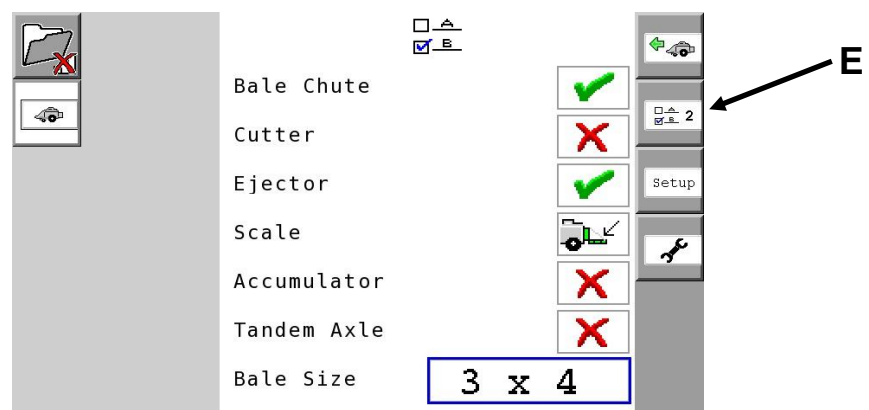 A
B
E
Bale Chute
A
B 2
Cutter
Ejector
Setup
Scale
Accumulator
Tandem Axle
Bale Size
3 x 4